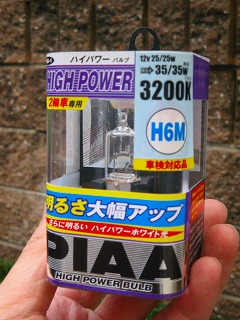 ハイパワー バルブ
HIGH POWER
2輪車専用
12v 25/25w
35/35w
3200K
H6M
車検対応品
明るさ大幅アップ
さらに明るい ハイパワーホワイト光
PIAA
HIGH POWER BULB